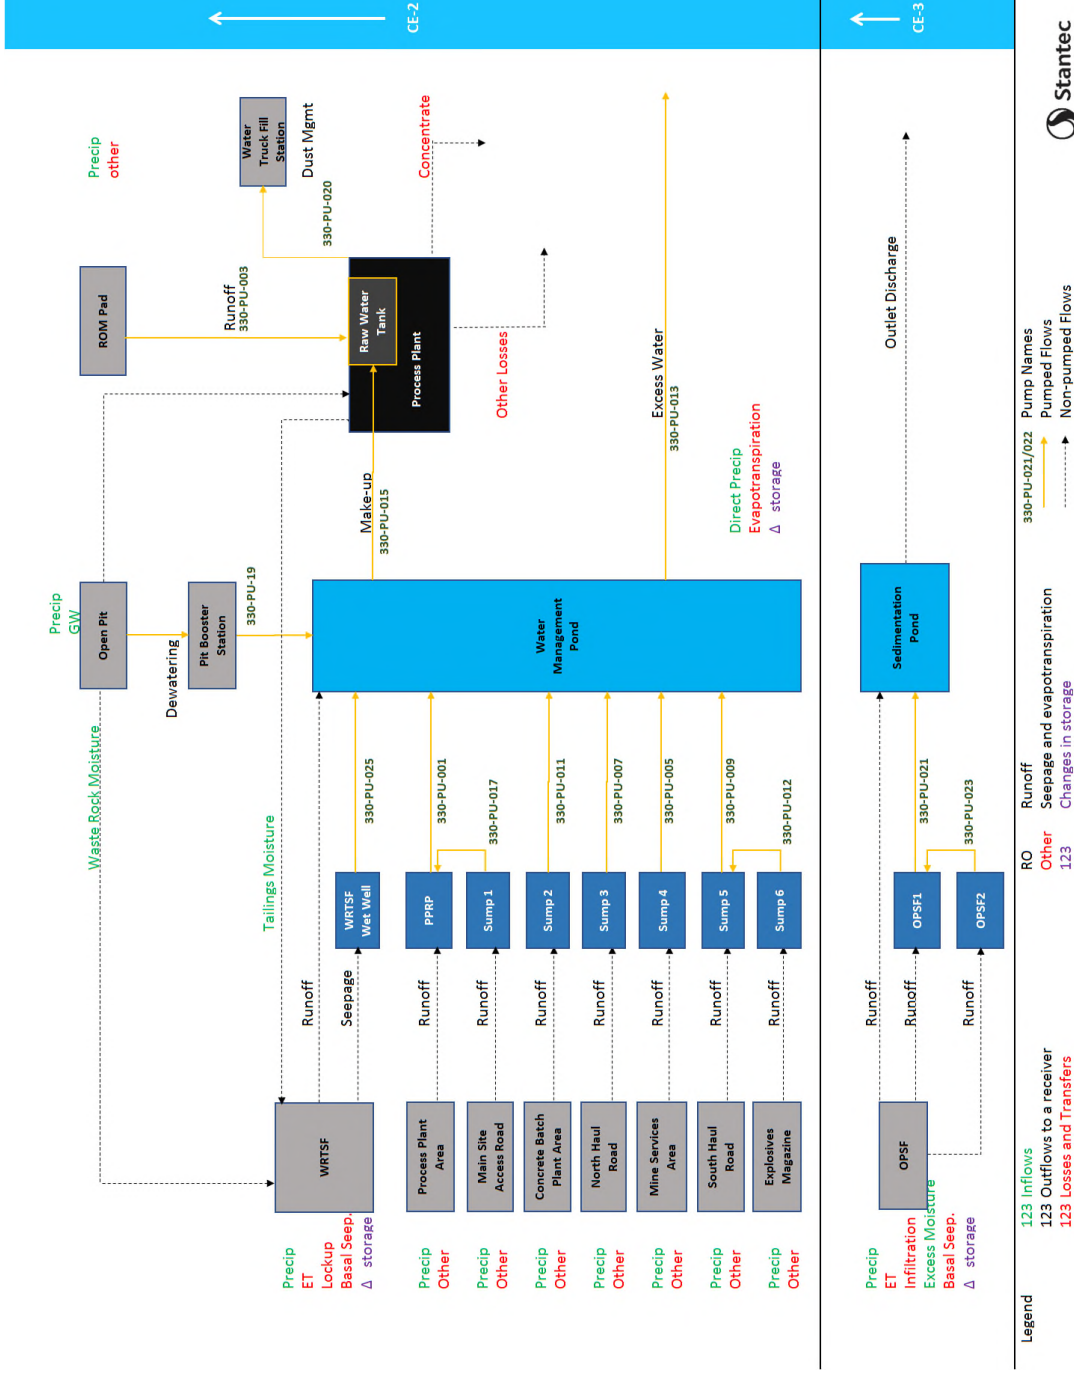 Precip
GW
Open Pit
Dewatering
Pit Booster
Station
330-PU-19
Waste Rock Moisture
Tailings Moisture
ROM Pad
Runoff
330-PU-003
Precip
other
Water
Truck Fill
Station
Dust Mgmt
330-PU-020
Raw Water
Tank
Process Plant
Concentrate
Other Losses
Make-up
330-PU-015
Excess Water
330-PU-013
Direct Precip
Evapotranspiration
Δ storage
Water
Management
Pond
CE-2
Precip
ET
Lockup
Basal Seep.
Δ storage
WRTSF
Runoff
Seepage
WRTSF
Wet Well
330-PU-025
Precip
Other
Process Plant
Area
Runoff
PPRP
330-PU-001
Precip
Other
Main Site
Access Road
Runoff
Sump 1
330-PU-017
Precip
Other
Concrete Batch
Plant Area
Runoff
Sump 2
330-PU-011
Precip
Other
North Haul
Road
Runoff
Sump 3
330-PU-007
Precip
Other
Mine Services
Area
Runoff
Sump 4
330-PU-005
Precip
Other
South Haul
Road
Runoff
Sump 5
330-PU-009
Precip
Other
Explosives
Magazine
Runoff
Sump 6
330-PU-012
CE-3
Precip
ET
Infiltration
Excess Moisture
Basal Seep.
Δ storage
OPSF
Runoff
Runoff
Runoff
OPSF1
330-PU-021
OPSF2
330-PU-023
Sedimentation
Pond
Outlet Discharge
Legend
123 Inflows
123 Outflows to a receiver
123 Losses and Transfers
RO Runoff
Other Seepage and evapotranspiration
123 Changes in storage
330-PU-021/022 Pump Names
Pumped Flows
Non-pumped Flows
Stantec